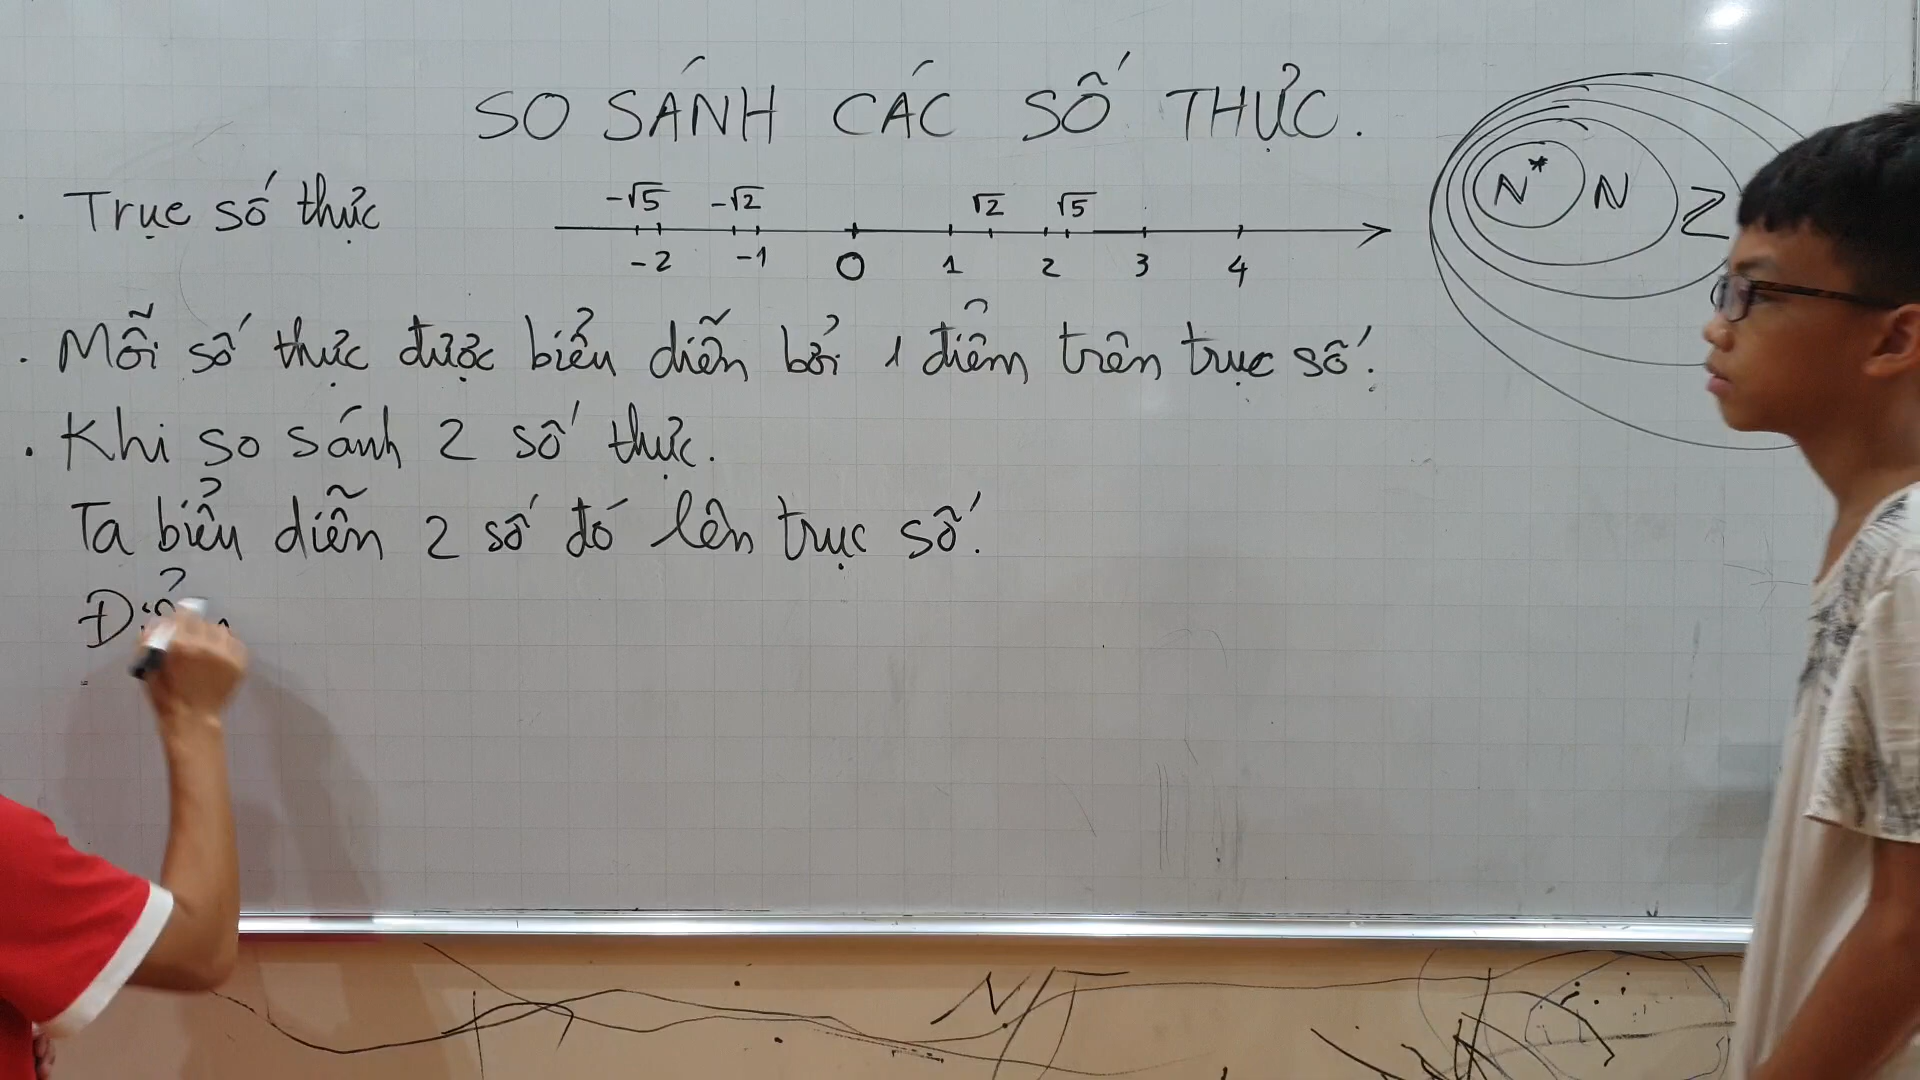 SO SÁNH CÁC SỐ THỰC.
. Trục số thực
-√5 -√2 √2 √5
-2 -1 0 1 2 3 4
N* N Z
. Mỗi số thực được biểu diễn bởi 1 điểm trên trục số.
. Khi so sánh 2 số thực.
Ta biểu diễn 2 số đó lên trục số.